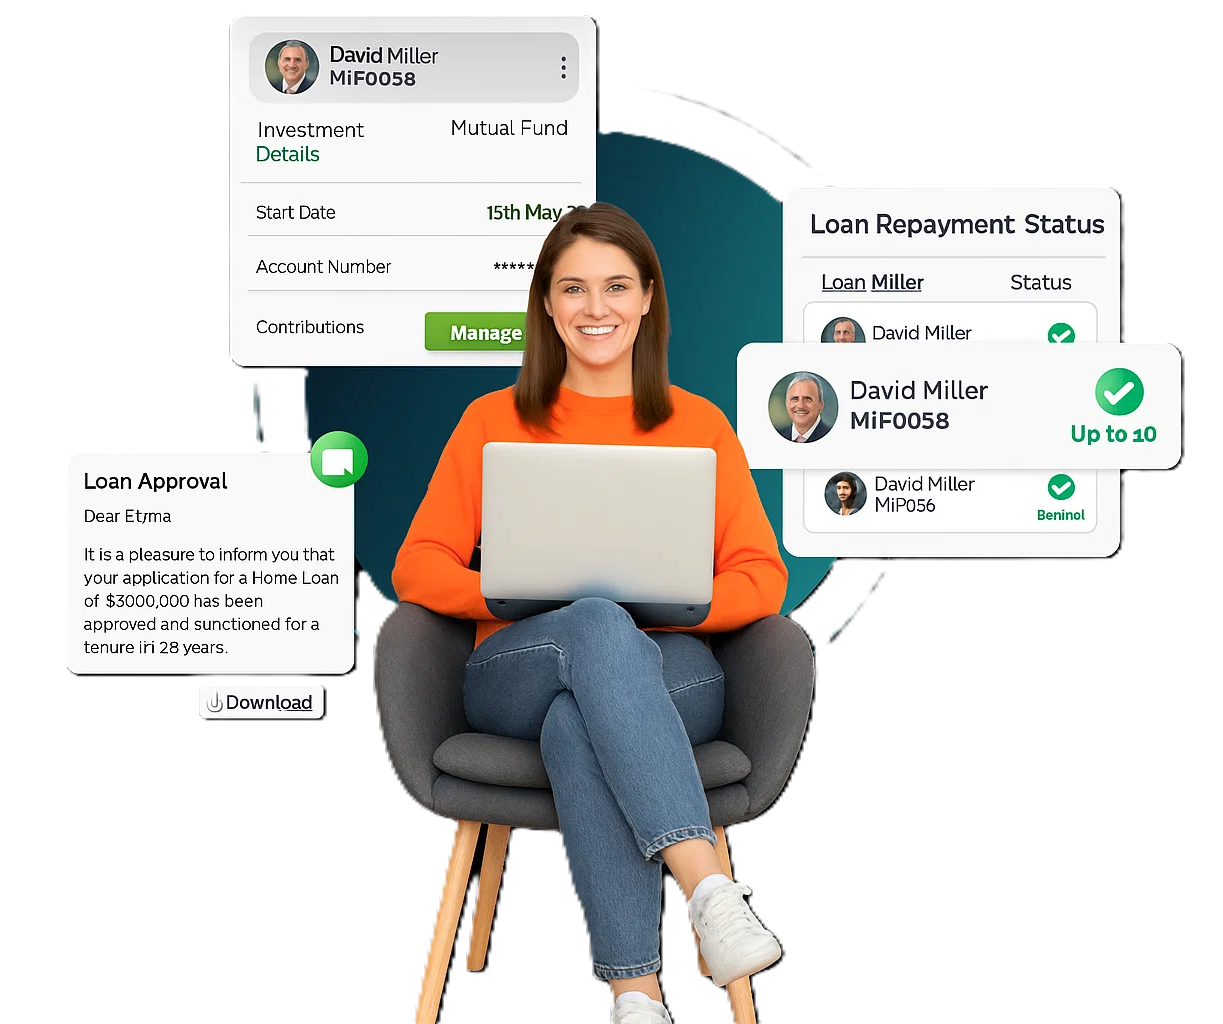 David Miller
MiF0058
Investment
Details
Mutual Fund
Start Date
15th May
Account Number
*****
Contributions
Manage
Loan Repayment Status
Loan Miller
Status
David Miller
David Miller
MiF0058
Up to 10
David Miller
MiP056
Beninol
Loan Approval
Dear
It is a pleasure to inform you that
your application for a Home Loan
of $3000,000 has been
approved and sunctioned for a
tenure iri 28 years.
Download